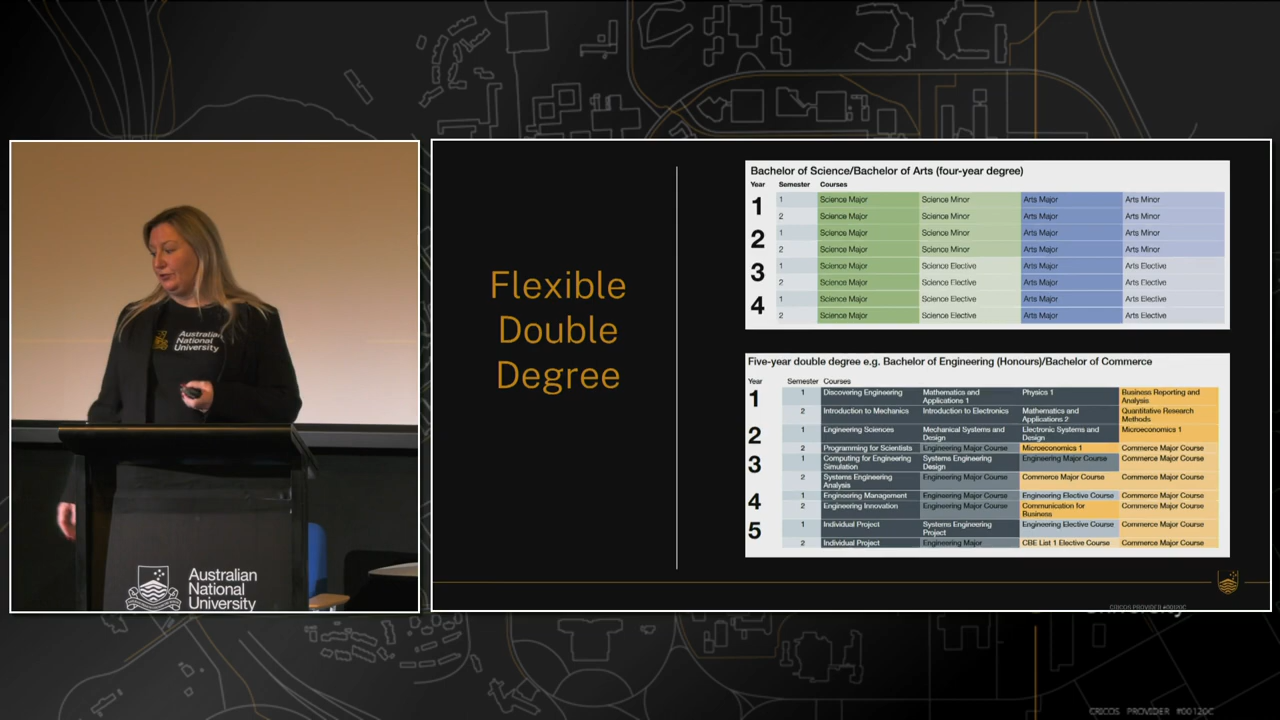 Australian
National
University
Australian
National
University
Flexible
Double
Degree
Bachelor of Science/Bachelor of Arts (four-year degree)
Year Semester Courses
1 1 Science Major Science Minor Arts Major Arts Minor
2 Science Major Science Minor Arts Major Arts Minor
2 1 Science Major Science Minor Arts Major Arts Minor
2 Science Major Science Minor Arts Major Arts Minor
3 1 Science Major Science Elective Arts Major Arts Elective
2 Science Major Science Elective Arts Major Arts Elective
4 1 Science Major Science Elective Arts Major Arts Elective
2 Science Major Science Elective Arts Major Arts Elective
Five-year double degree e.g. Bachelor of Engineering (Honours)/Bachelor of Commerce
Year Semester Courses
1 1 Discovering Engineering Mathematics and Applications 1 Physics 1 Business Reporting and Analysis
2 Introduction to Mechanics Introduction to Electronics Mathematics and Applications 2 Quantitative Research Methods
2 1 Engineering Sciences Mechanical Systems and Design Electronic Systems and Design Microeconomics 1
2 Programming for Scientists Engineering Major Course Microeconomics 1 Commerce Major Course
3 1 Computing for Engineering Simulation Systems Engineering Design Engineering Major Course Commerce Major Course
2 Systems Engineering Analysis Engineering Major Course Commerce Major Course Commerce Major Course
4 1 Engineering Management Engineering Major Course Engineering Elective Course Commerce Major Course
2 Engineering Innovation Engineering Major Course Communication for Business Commerce Major Course
5 1 Individual Project Systems Engineering Project Engineering Elective Course Commerce Major Course
2 Individual Project Engineering Major CBE List 1 Elective Course Commerce Major Course
CRICOS PROVIDER #00120C
University
CRICOS PROVIDER #00120C